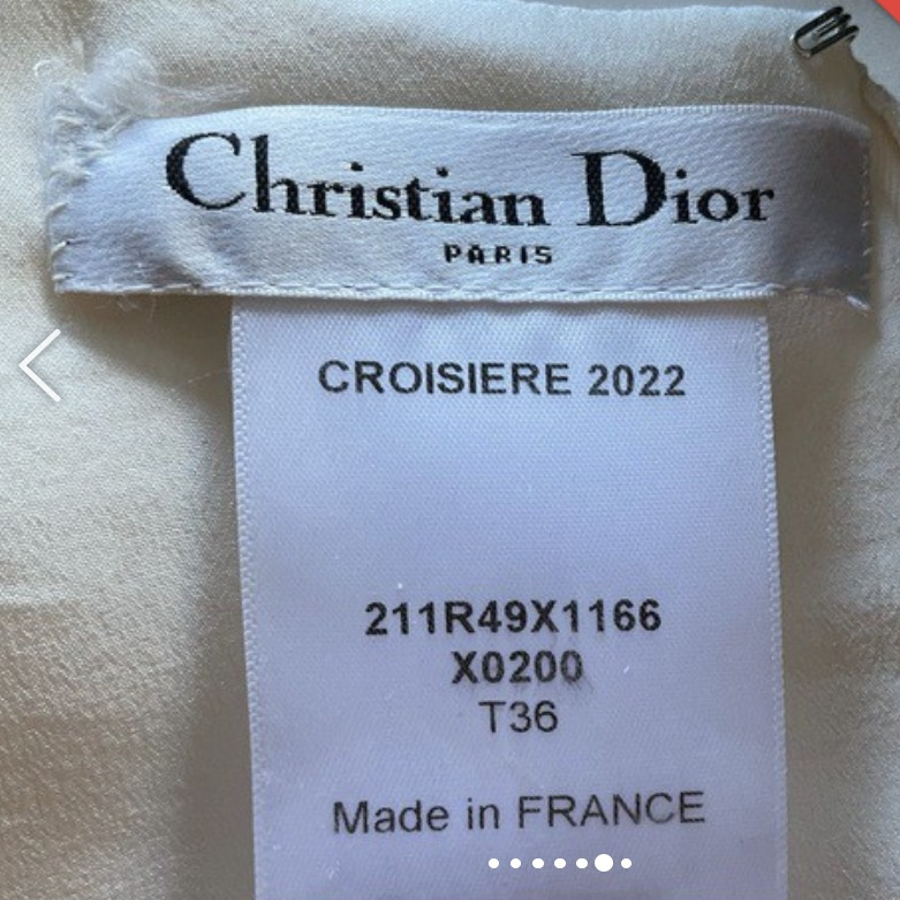 Christian Dior
PARIS
CROISIERE 2022
211R49X1166
X0200
T36
Made in FRANCE